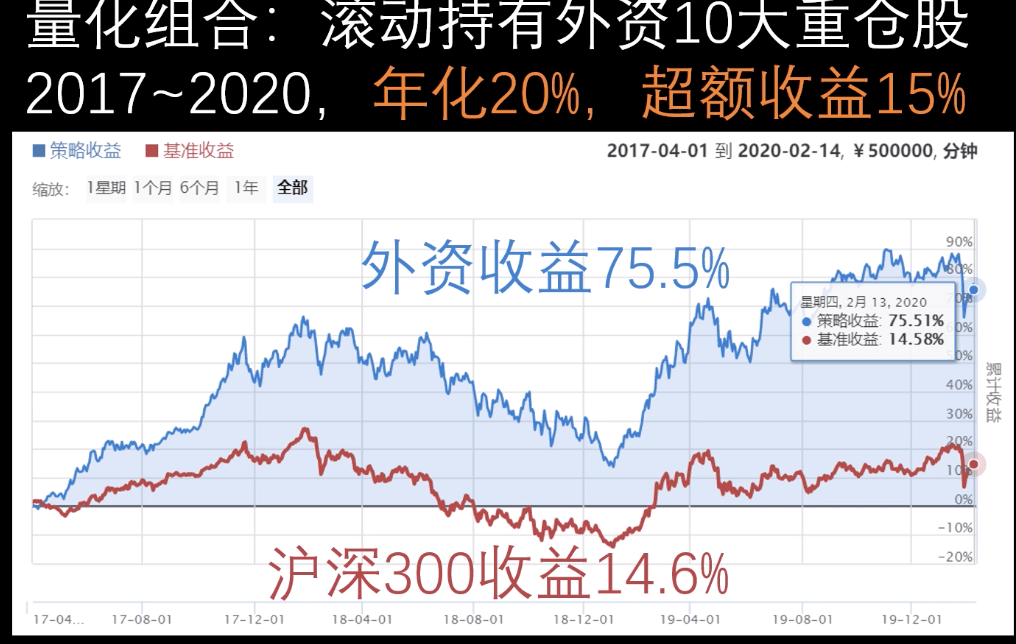 量化组合：滚动持有外资10大重仓股
2017~2020，年化20%，超额收益15%
策略收益 基准收益
2017-04-01 到 2020-02-14, ￥500000, 分钟
缩放: 1星期 1个月 6个月 1年 全部
外资收益75.5%
90%
80%
星期四, 2月 13, 2020
策略收益: 75.51%
基准收益: 14.58%
70%
60%
50%
40%
30%
20%
10%
0%
-10%
-20%
累计收益
沪深300收益14.6%
17-04... 17-08-01 17-12-01 18-04-01 18-08-01 18-12-01 19-04-01 19-08-01 19-12-01